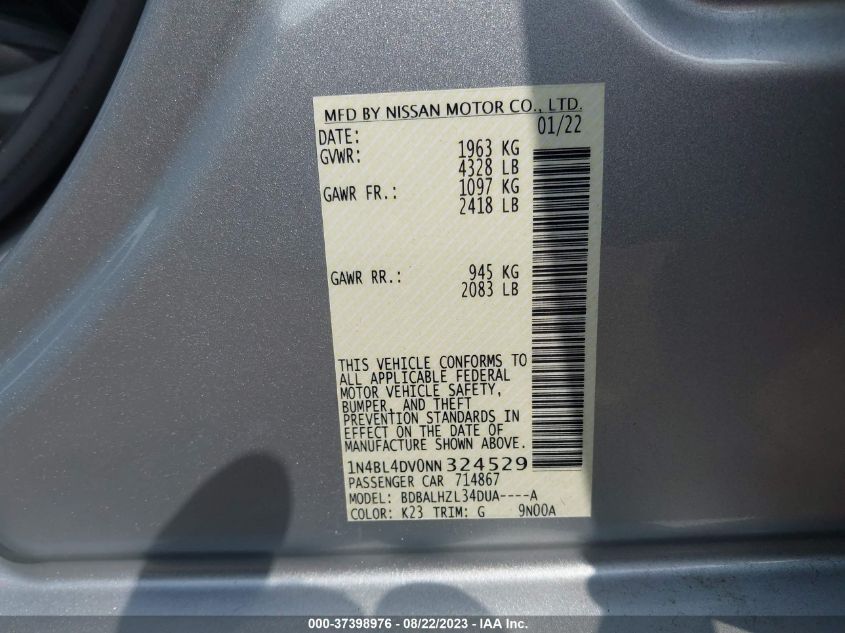 MFD BY NISSAN MOTOR CO., LTD.
DATE: 01/22
GVWR: 1963 KG
4328 LB
GAWR FR.: 1097 KG
2418 LB
GAWR RR.: 945 KG
2083 LB
THIS VEHICLE CONFORMS TO
ALL APPLICABLE FEDERAL
MOTOR VEHICLE SAFETY,
BUMPER, AND THEFT
PREVENTION STANDARDS IN
EFFECT ON THE DATE OF
MANUFACTURE SHOWN ABOVE.
1N4BL4DV0NN324529
PASSENGER CAR 714867
MODEL: BDBALHZL34DUA----A
COLOR: K23 TRIM: G 9N00A
000-37398976 - 08/22/2023 - IAA Inc.